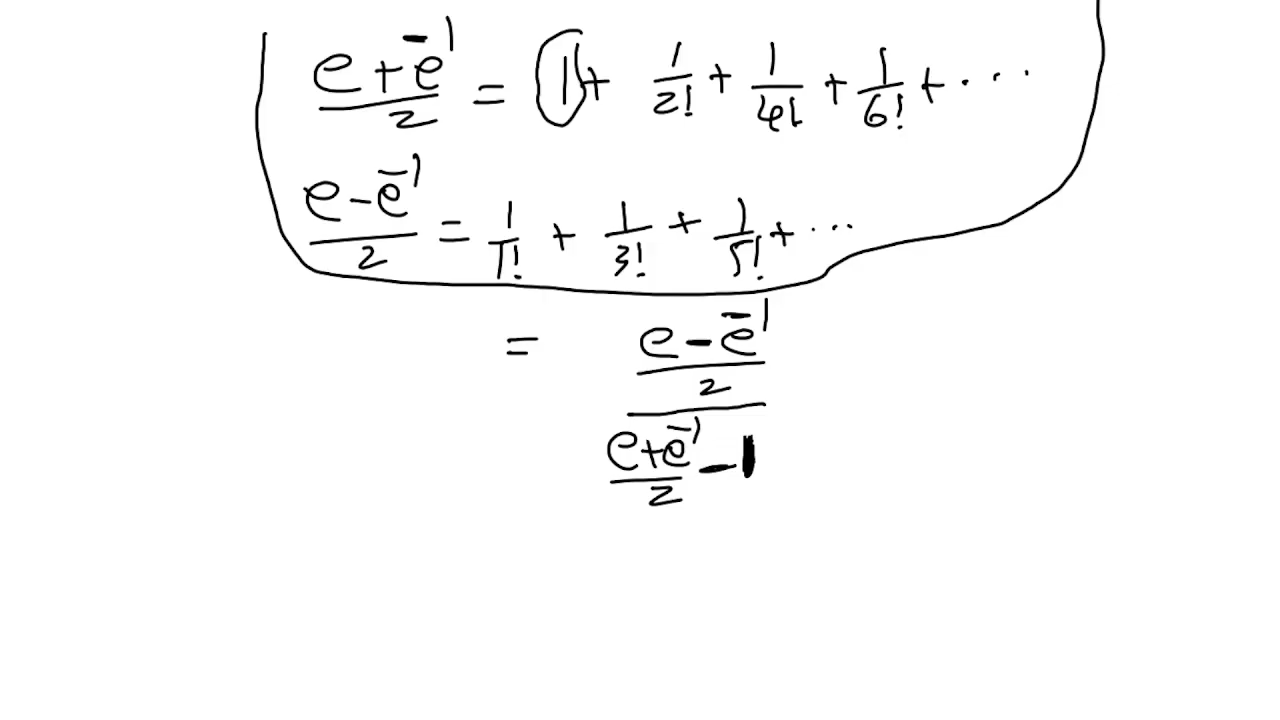 (e + e⁻¹)/2 = 1 + 1/2! + 1/4! + 1/6! + ...
(e - e⁻¹)/2 = 1/1! + 1/3! + 1/5! + ...
= ((e - e⁻¹)/2)/((e + e⁻¹)/2 - 1)